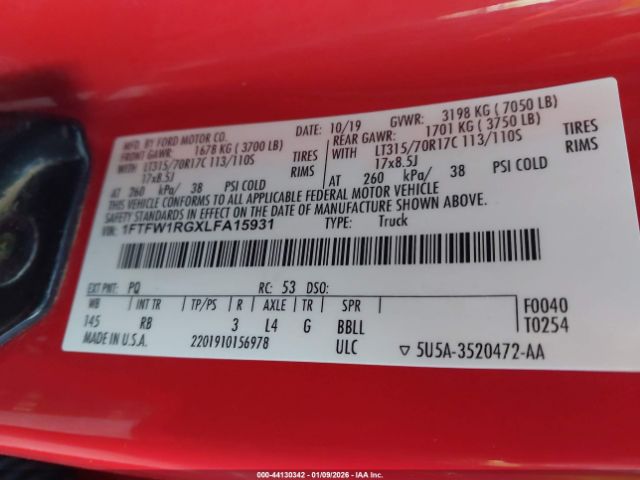 MFD. BY FORD MOTOR CO. DATE: 10/19 GVWR: 3198 KG (7050 LB)
FRONT GAWR: 1678 KG (3700 LB) REAR GAWR: 1701 KG (3750 LB)
LT315/70R17C 113/110S TIRES LT315/70R17C 113/110S TIRES
17x8.5J RIMS 17x8.5J RIMS
AT 260 kPa/ 38 PSI COLD AT 260 kPa/ 38 PSI COLD
THIS VEHICLE CONFORMS TO ALL APPLICABLE FEDERAL MOTOR VEHICLE
SAFETY STANDARDS IN EFFECT ON THE DATE OF MANUFACTURE SHOWN ABOVE.
VIN: 1FTFW1RGXLFA15931 TYPE: Truck
EXT PNT: PQ RC: 53 DSO:
WB INT TR TP/PS R AXLE TR SPR F0040
145 RB 3 L4 G BBLL T0254
MADE IN U.S.A. 2201910156978 ULC ▽ 5U5A-3520472-AA
000-44130342 - 01/09/2026 - IAA, Inc.